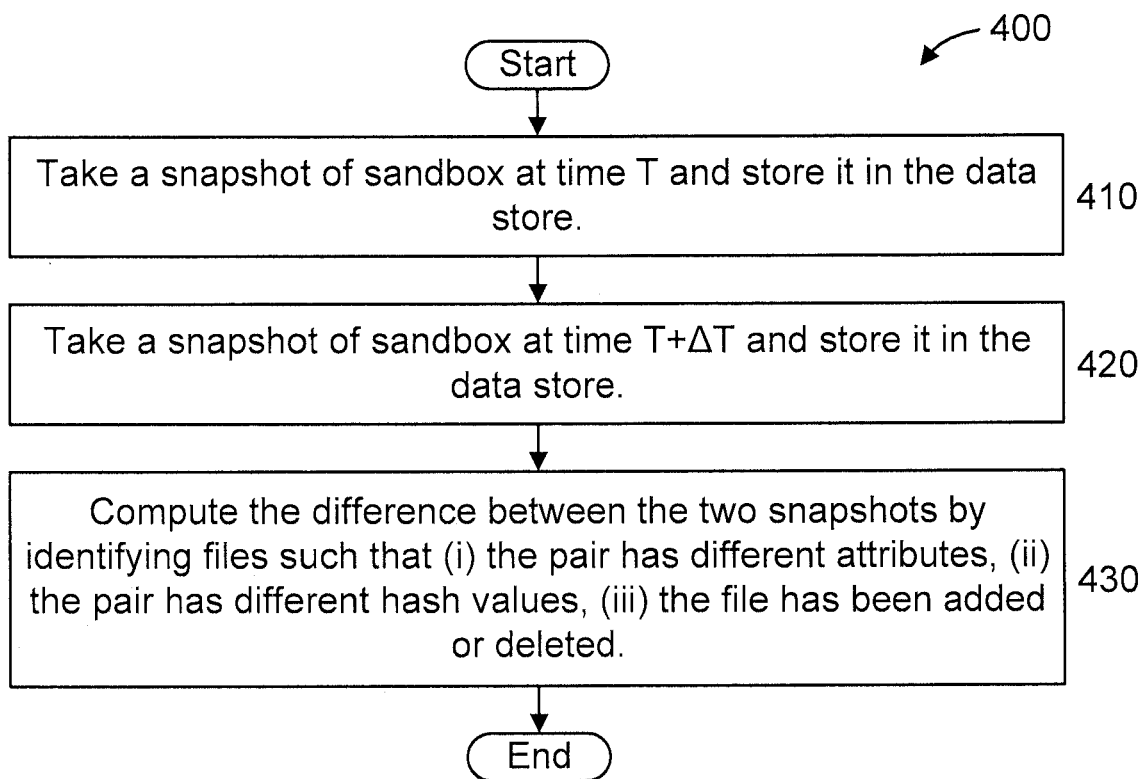 400
Start
Take a snapshot of sandbox at time T and store it in the data
store.
410
Take a snapshot of sandbox at time T+ΔT and store it in the
data store.
420
Compute the difference between the two snapshots by
identifying files such that (i) the pair has different attributes, (ii)
the pair has different hash values, (iii) the file has been added
or deleted.
430
End